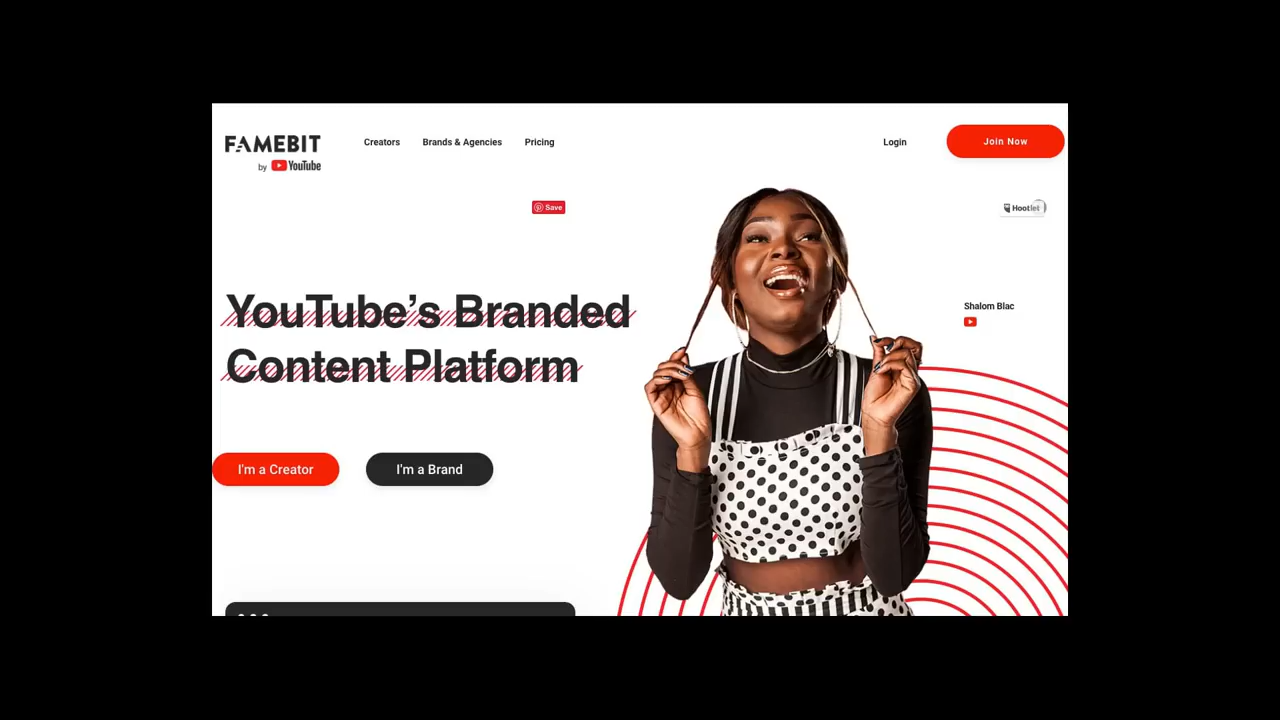 FAMEBIT
by YouTube
Creators
Brands & Agencies
Pricing
Login
Join Now
Save
Hootlet
YouTube's Branded
Content Platform
Shalom Blac
I'm a Creator
I'm a Brand